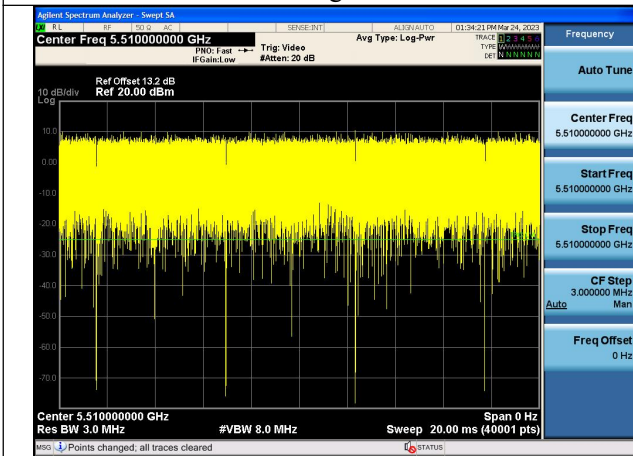 Agilent Spectrum Analyzer - Swept SA
RL RF 50 Ω AC SENSE:INT ALIGN AUTO 01:34:21 PM Mar 24, 2023
Center Freq 5.510000000 GHz
PNO: Fast
IFGain:Low
Trig: Video
#Atten: 20 dB
Avg Type: Log-Pwr
TRACE 1 2 3 4 5 6
TYPE
DET N N N N N N
Ref Offset 13.2 dB
10 dB/div Ref 20.00 dBm
Log
10.0
0.00
-10.0
-20.0
-30.0
-40.0
-50.0
-60.0
-70.0
Center 5.510000000 GHz Span 0 Hz
Res BW 3.0 MHz #VBW 8.0 MHz Sweep 20.00 ms (40001 pts)
MSG Points changed; all traces cleared STATUS
Frequency
Auto Tune
Center Freq
5.510000000 GHz
Start Freq
5.510000000 GHz
Stop Freq
5.510000000 GHz
CF Step
3.000000 MHz
Auto Man
Freq Offset
0 Hz